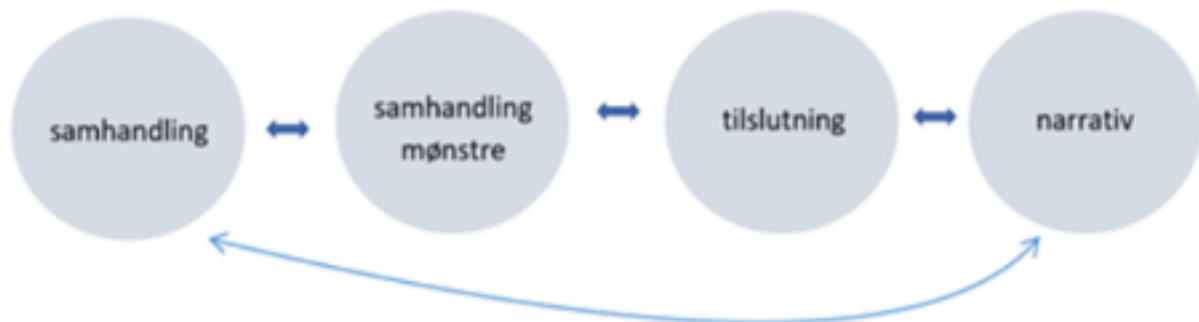 samhandling
samhandling
mønstre
tilslutning
narrativ